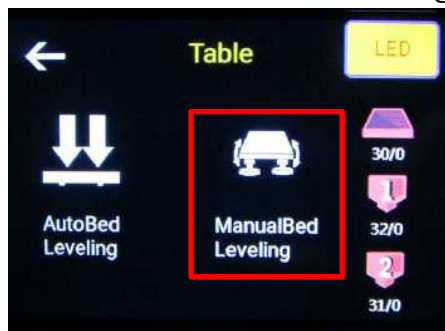 Table
LED
AutoBed
Leveling
ManualBed
Leveling
30/0
1
32/0
2
31/0